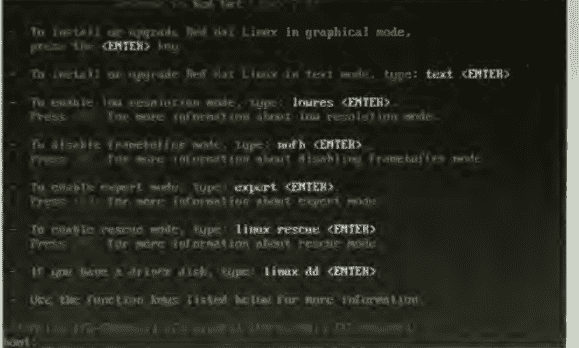 Red Hat
- To install or upgrade Red Hat Linux in graphical mode,
press the <ENTER> key.
- To install or upgrade Red Hat Linux in text mode, type: text <ENTER>.
- To enable low resolution mode, type: lowres <ENTER>.
Press for more information about low resolution mode.
- To disable framebuffer mode, type: nofb <ENTER>.
Press for more information about disabling framebuffer mode.
- To enable expert mode, type: expert <ENTER>.
Press for more information about expert mode.
- To enable rescue mode, type: linux rescue <ENTER>.
Press for more information about rescue mode.
- If you have a driver disk, type: linux dd <ENTER>.
- Use the function keys listed below for more information.
boot: